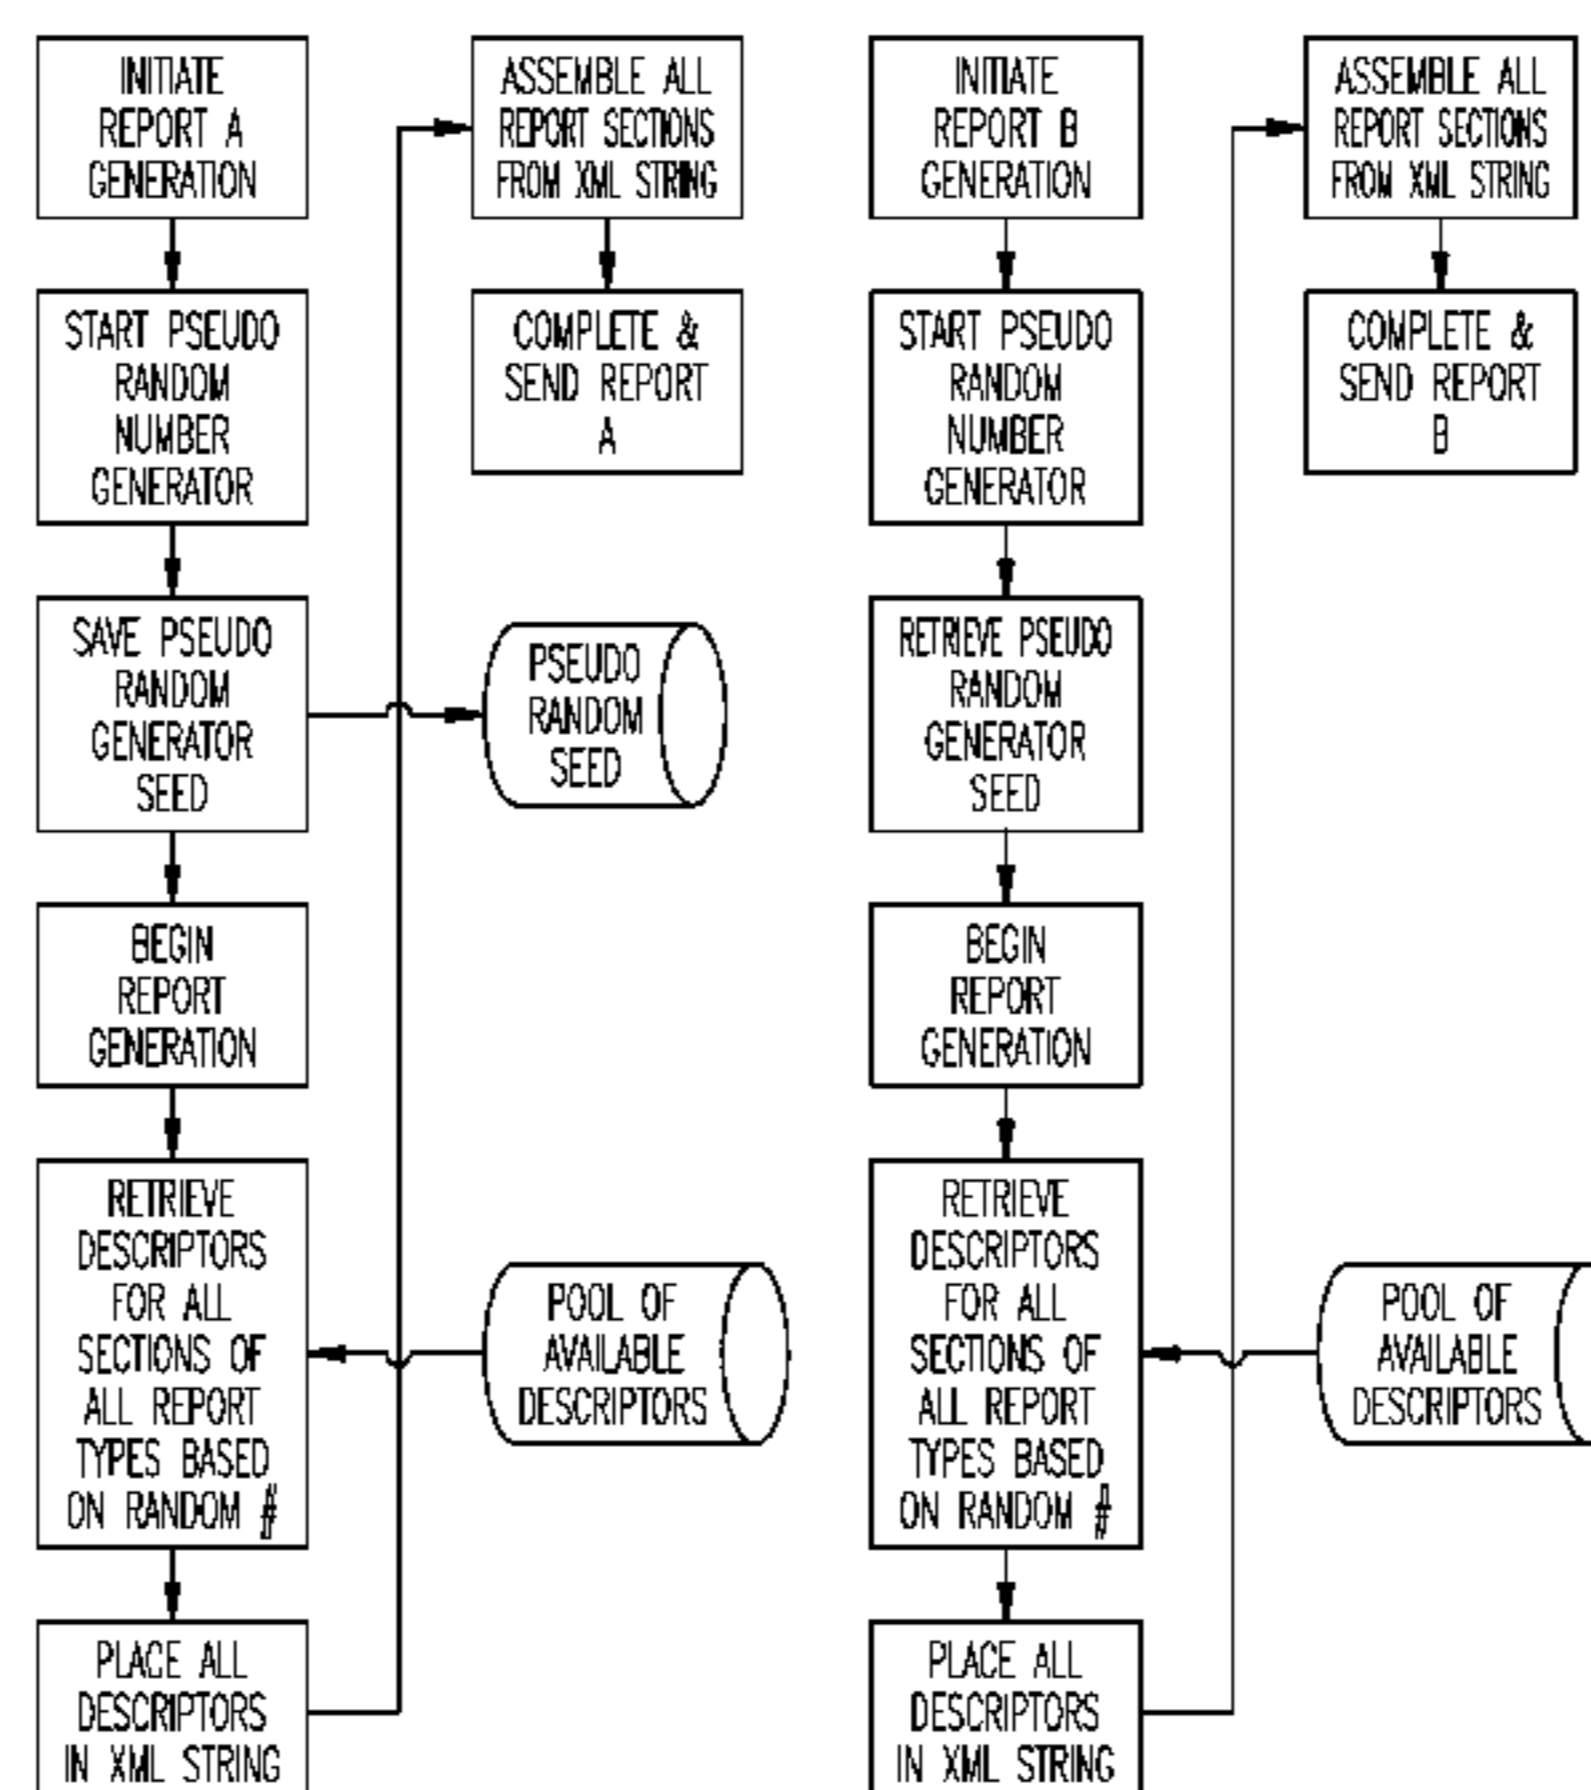 INITIATE
REPORT A
GENERATION
START PSEUDO
RANDOM
NUMBER
GENERATOR
SAVE PSEUDO
RANDOM
GENERATOR
SEED
PSEUDO
RANDOM
SEED
BEGIN
REPORT
GENERATION
RETRIEVE
DESCRIPTORS
FOR ALL
SECTIONS OF
ALL REPORT
TYPES BASED
ON RANDOM #
POOL OF
AVAILABLE
DESCRIPTORS
PLACE ALL
DESCRIPTORS
IN XML STRING
ASSEMBLE ALL
REPORT SECTIONS
FROM XML STRING
COMPLETE &
SEND REPORT
A
INITIATE
REPORT B
GENERATION
START PSEUDO
RANDOM
NUMBER
GENERATOR
RETRIEVE PSEUDO
RANDOM
GENERATOR
SEED
BEGIN
REPORT
GENERATION
RETRIEVE
DESCRIPTORS
FOR ALL
SECTIONS OF
ALL REPORT
TYPES BASED
ON RANDOM #
POOL OF
AVAILABLE
DESCRIPTORS
PLACE ALL
DESCRIPTORS
IN XML STRING
ASSEMBLE ALL
REPORT SECTIONS
FROM XML STRING
COMPLETE &
SEND REPORT
B